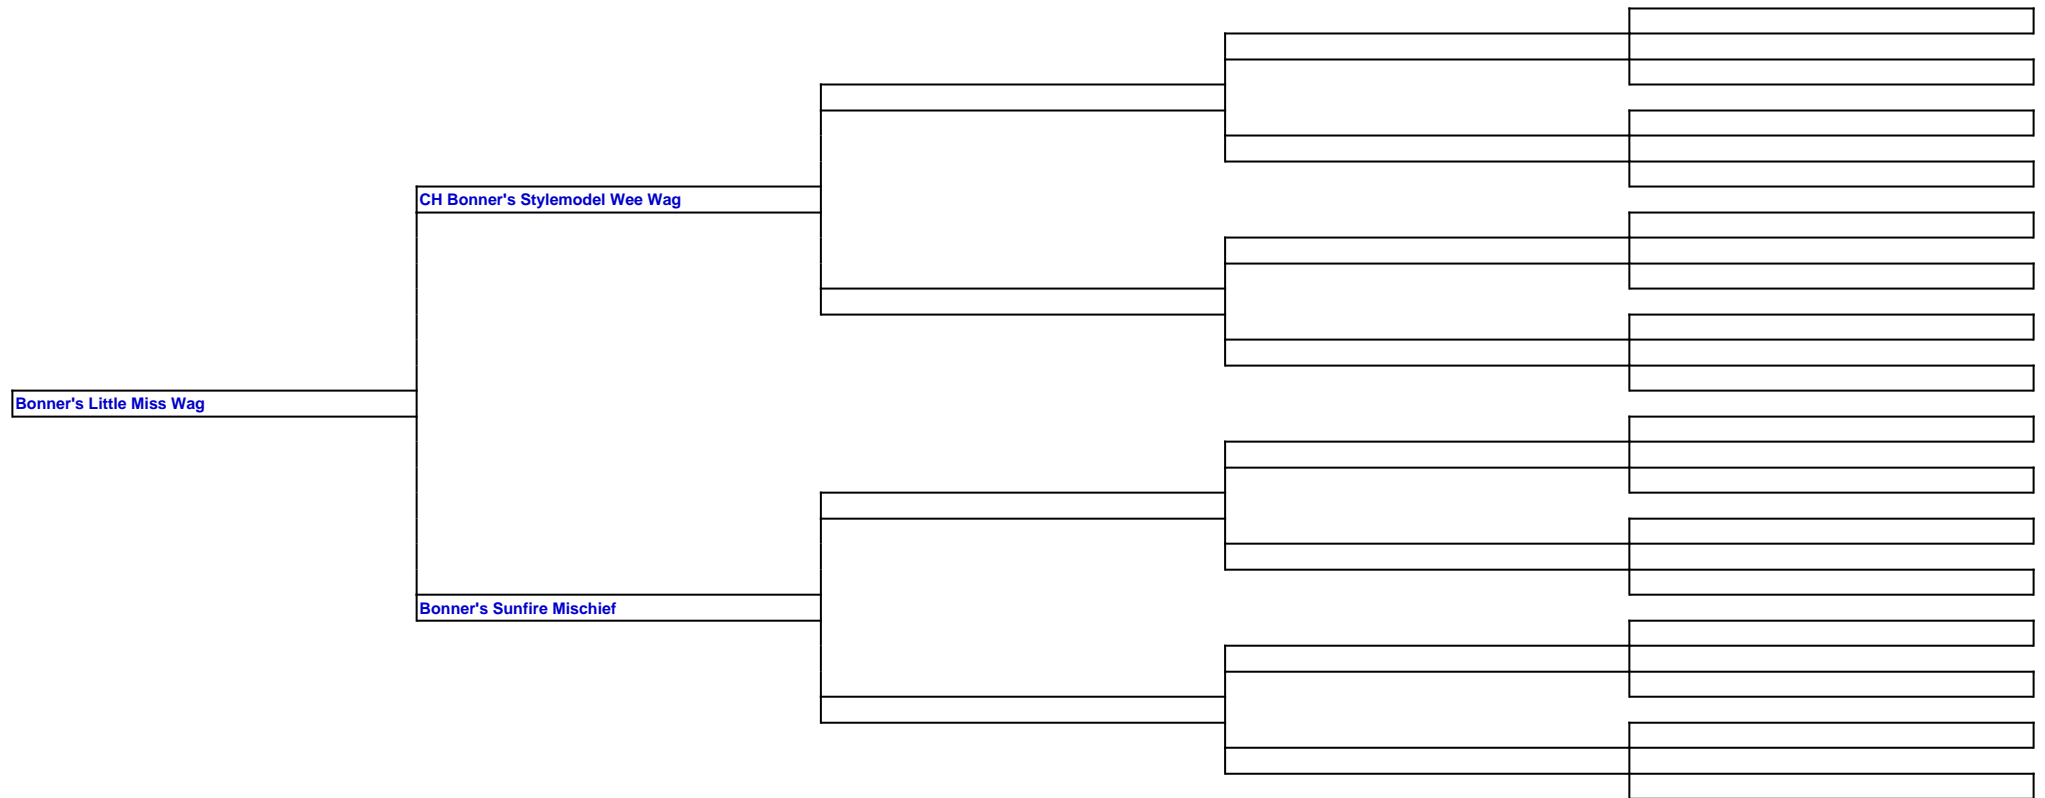 CH Bonner's Stylemodel Wee Wag
Bonner's Little Miss Wag
Bonner's Sunfire Mischief